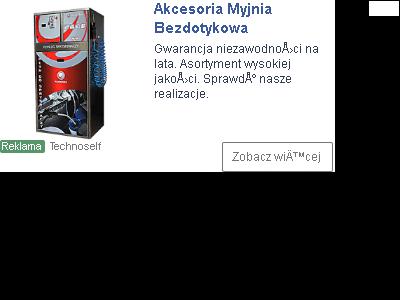 Akcesoria Myjnia
Bezdotykowa
Gwarancja niezawodnoÅ›ci na
lata. Asortyment wysokiej
jakoÅ›ci. SprawdÅº nasze
realizacje.
Reklama Technoself
Zobacz wiÄ™cej